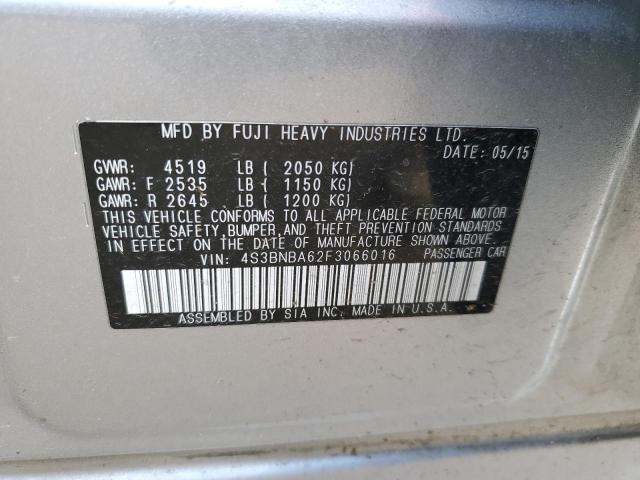 MFD BY FUJI HEAVY INDUSTRIES LTD.
DATE: 05/15
GVWR: 4519 LB ( 2050 KG)
GAWR: F 2535 LB ( 1150 KG)
GAWR: R 2645 LB ( 1200 KG)
THIS VEHICLE CONFORMS TO ALL APPLICABLE FEDERAL MOTOR
VEHICLE SAFETY, BUMPER, AND THEFT PREVENTION STANDARDS
IN EFFECT ON THE DATE OF MANUFACTURE SHOWN ABOVE.
VIN: 4S3BNBA62F3066016 PASSENGER CAR
ASSEMBLED BY SIA INC. MADE IN U.S.A.